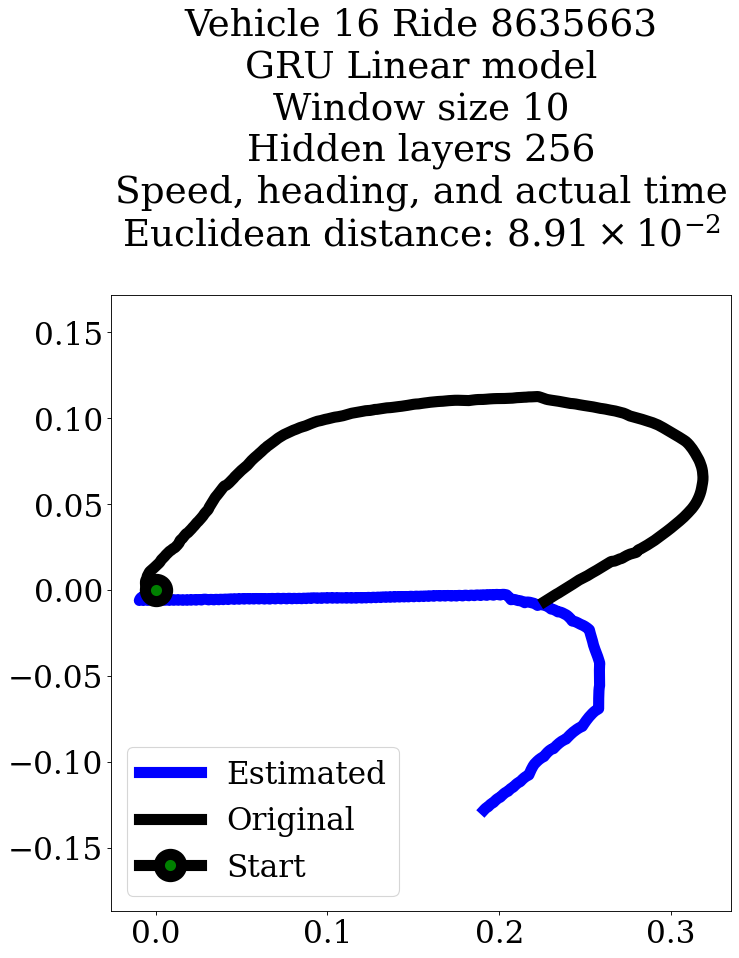 Vehicle 16 Ride 8635663
GRU Linear model
Window size 10
Hidden layers 256
Speed, heading, and actual time
Euclidean distance: 8.91 × 10⁻²
0.15
0.10
0.05
0.00
−0.05
−0.10
−0.15
Estimated
Original
Start
0.0 0.1 0.2 0.3